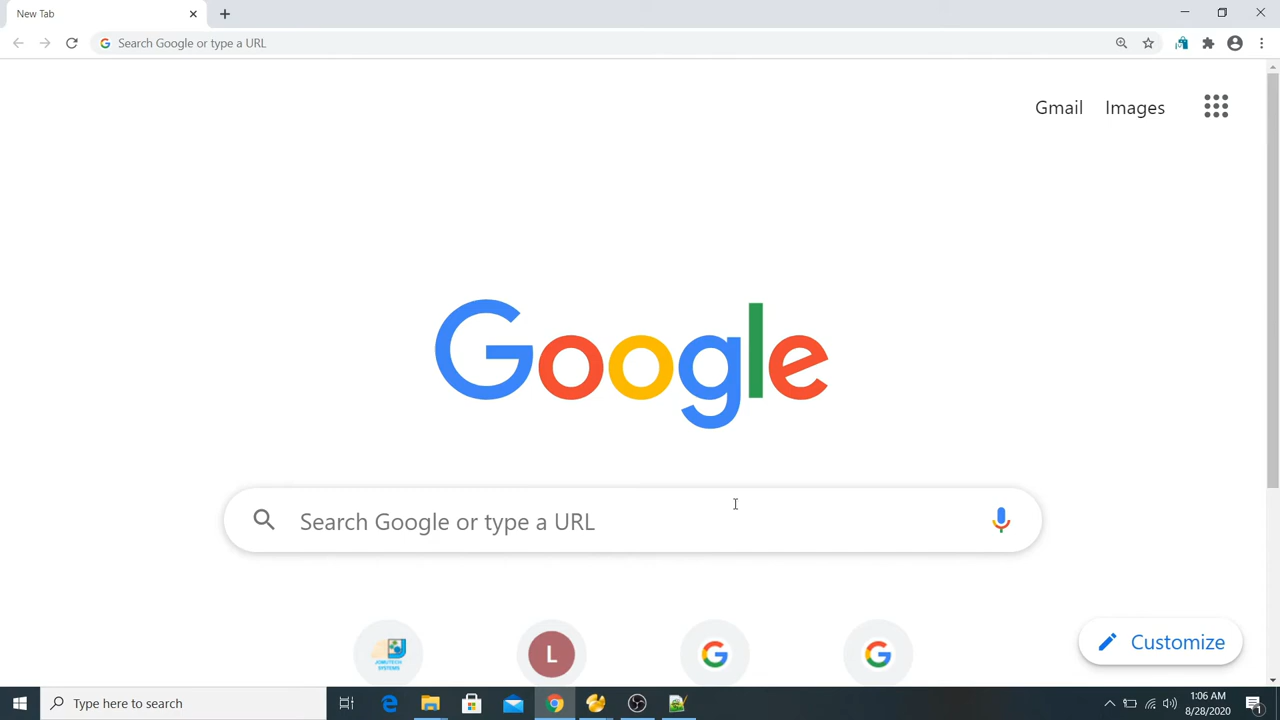 New Tab
Search Google or type a URL
Gmail Images
Google
Search Google or type a URL
L
Customize
Type here to search
1:06 AM
8/28/2020
1